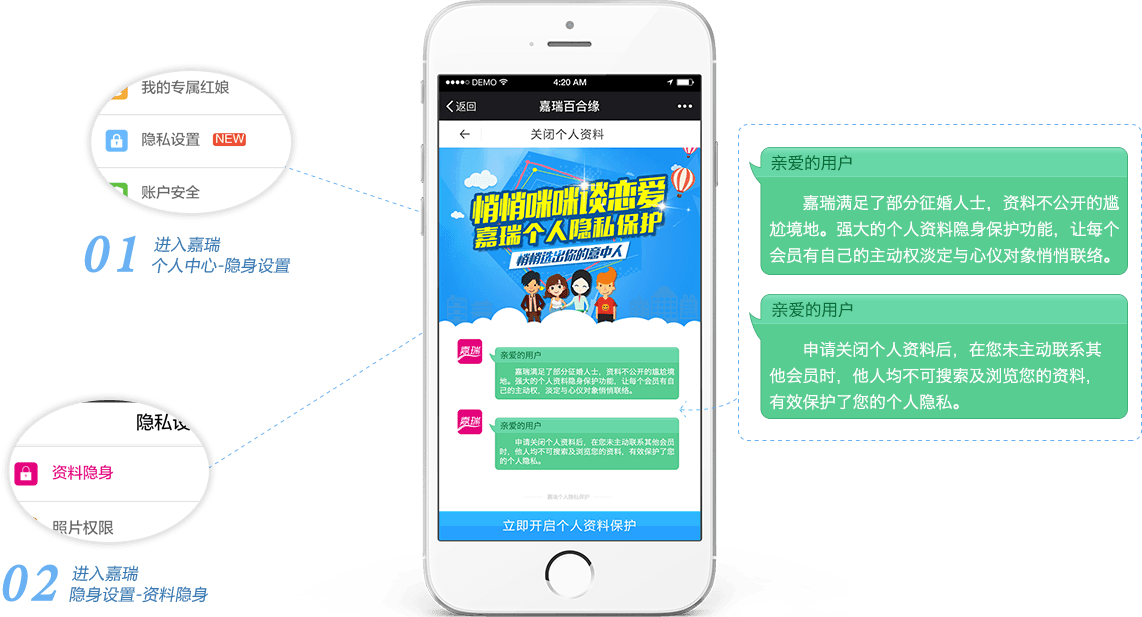 我的专属红娘
隐私设置 NEW
账户安全
01 进入嘉瑞
个人中心-隐身设置
隐私设
资料隐身
照片权限
02 进入嘉瑞
隐身设置-资料隐身
DEMO 4:20 AM
返回 嘉瑞百合缘
关闭个人资料
悄悄咪咪谈恋爱
嘉瑞个人隐私保护
悄悄选出你的意中人
嘉瑞
亲爱的用户
嘉瑞满足了部分征婚人士，资料不公开的尴尬境
地。强大的个人资料隐身保护功能，让每个会员有自
己的主动权，淡定与心仪对象悄悄联络。
嘉瑞
亲爱的用户
申请关闭个人资料后，在您未主动联系其他会员
时，他人均不可搜索及浏览您的资料，有效保护了您
的个人隐私。
立即开启个人资料保护
亲爱的用户
嘉瑞满足了部分征婚人士，资料不公开的尴
尬境地。强大的个人资料隐身保护功能，让每个
会员有自己的主动权淡定与心仪对象悄悄联络。
亲爱的用户
申请关闭个人资料后，在您未主动联系其
他会员时，他人均不可搜索及浏览您的资料，
有效保护了您的个人隐私。